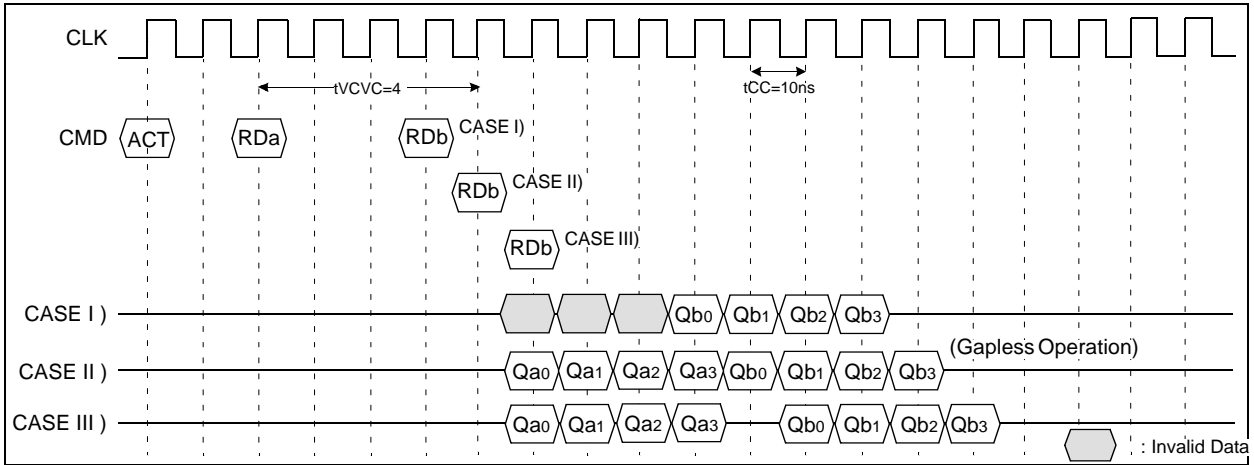 CLK
tVCVC=4
tCC=10ns
CMD ACT RDa RDb CASE I)
RDb CASE II)
RDb CASE III)
CASE I ) Qb0 Qb1 Qb2 Qb3
(Gapless Operation)
CASE II ) Qa0 Qa1 Qa2 Qa3 Qb0 Qb1 Qb2 Qb3
CASE III ) Qa0 Qa1 Qa2 Qa3 Qb0 Qb1 Qb2 Qb3
: Invalid Data